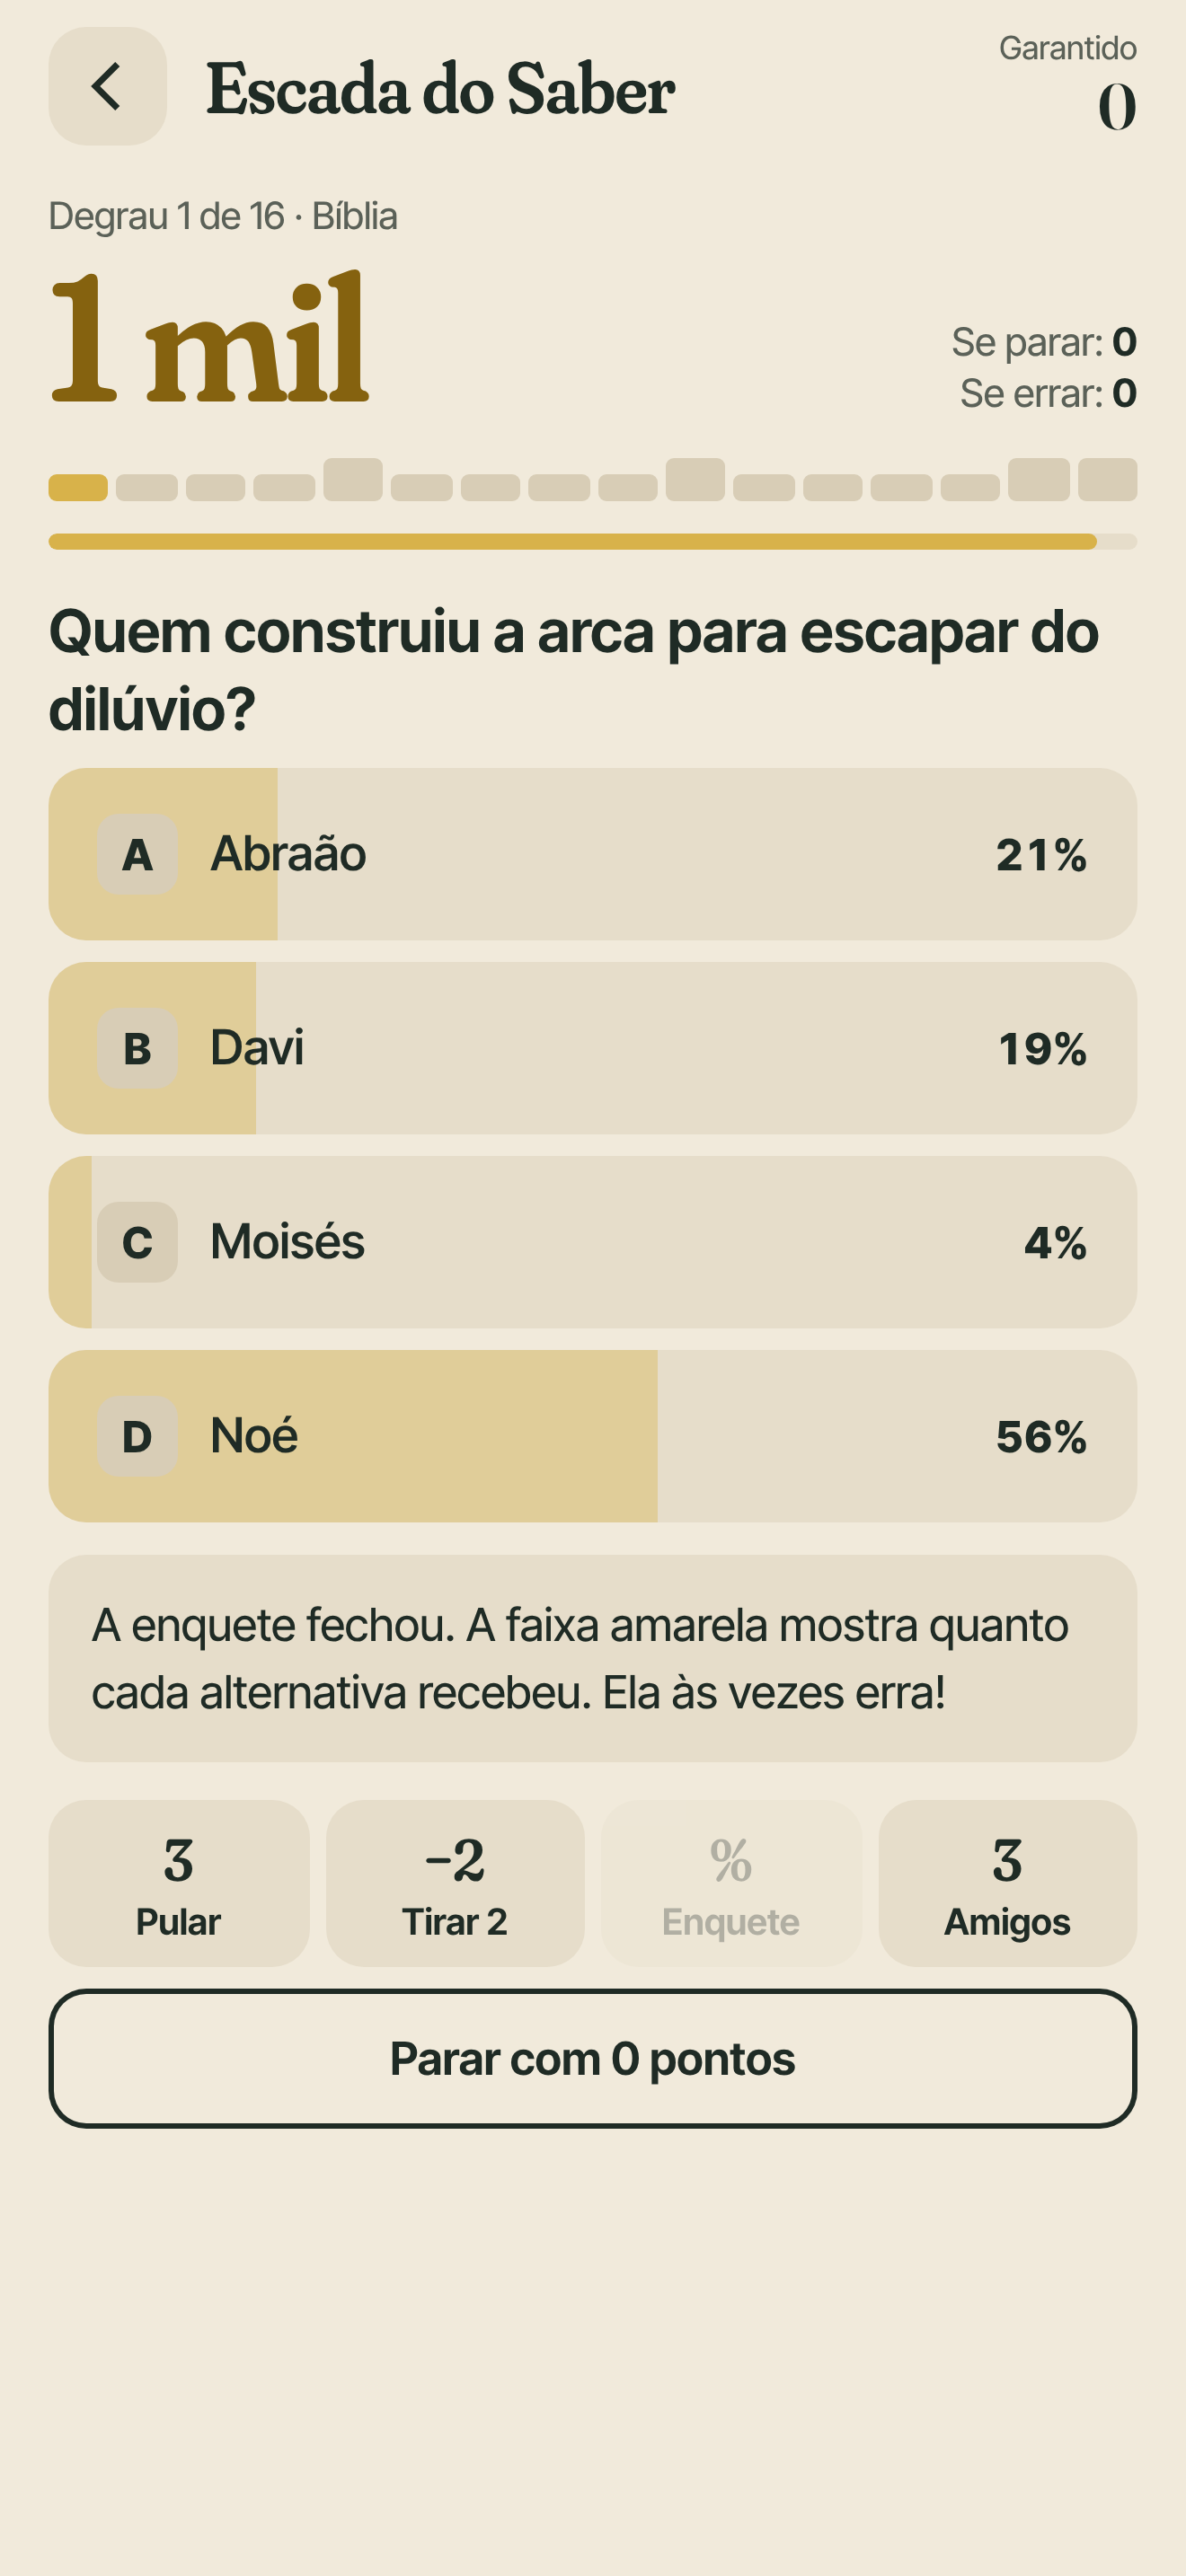 Escada do Saber
Garantido
0
Degrau 1 de 16 · Bíblia
1 mil
Se parar: 0
Se errar: 0
Quem construiu a arca para escapar do
dilúvio?
A Abraão 21%
B Davi 19%
C Moisés 4%
D Noé 56%
A enquete fechou. A faixa amarela mostra quanto
cada alternativa recebeu. Ela às vezes erra!
3 −2 % 3
Pular Tirar 2 Enquete Amigos
Parar com 0 pontos